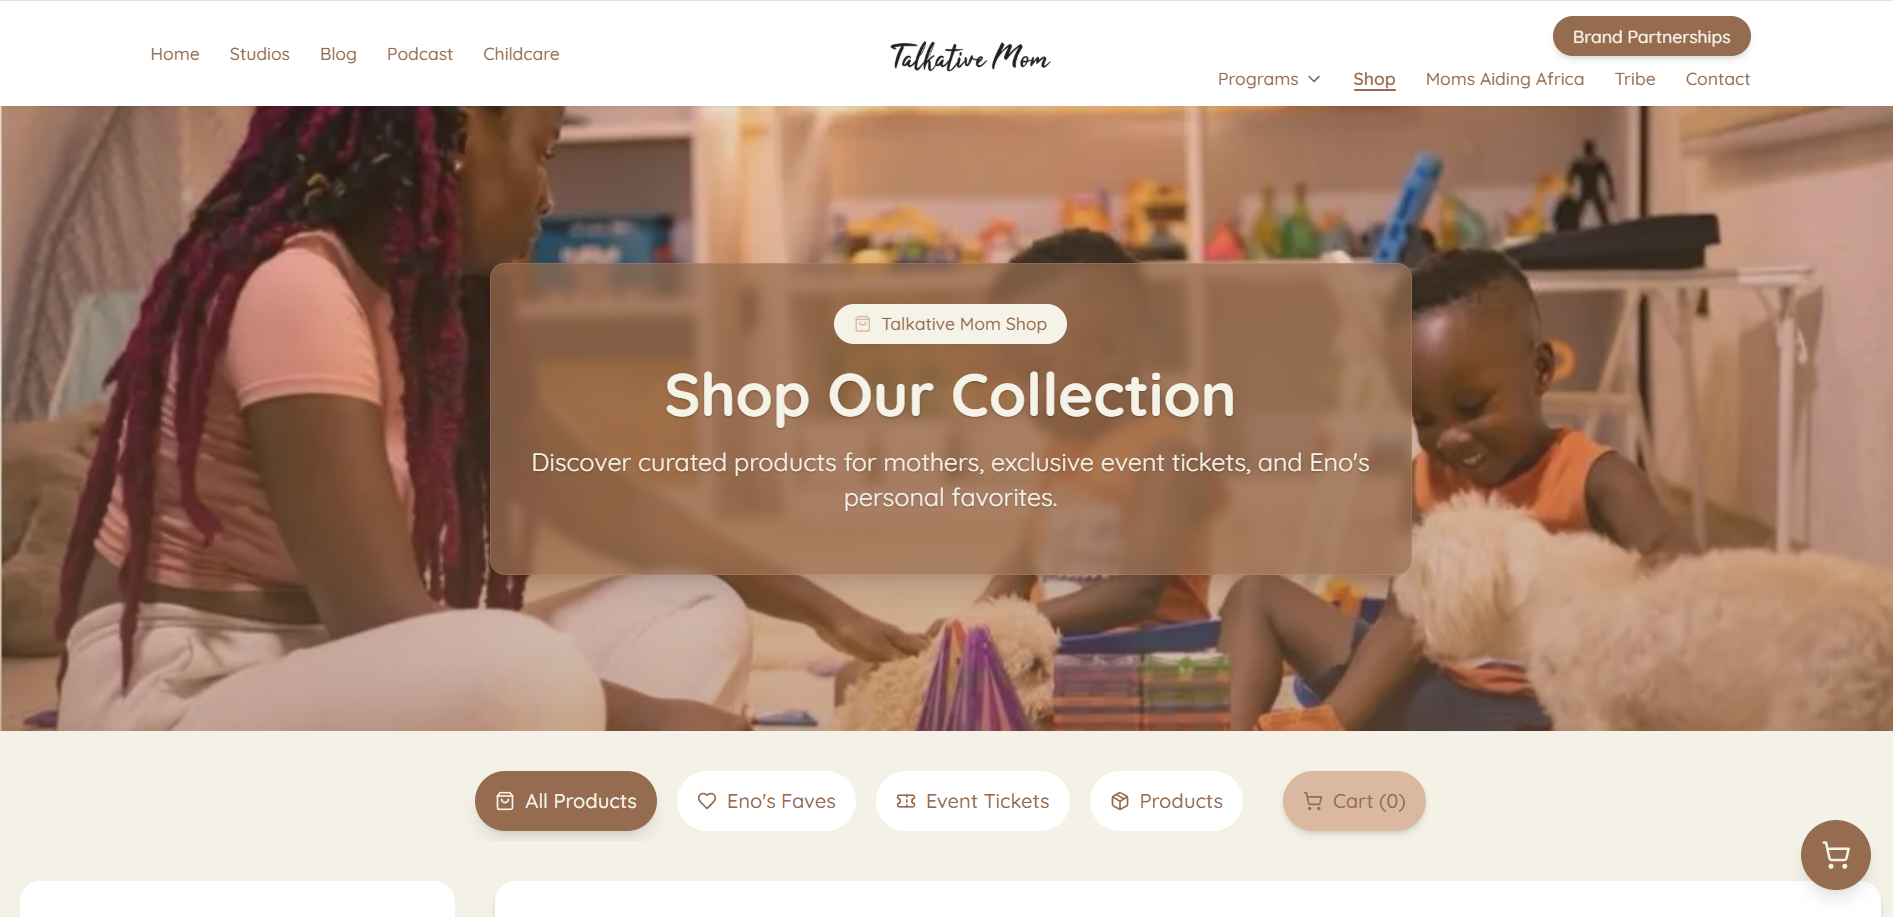 Home
Studios
Blog
Podcast
Childcare
Talkative Mom
Brand Partnerships
Programs
Shop
Moms Aiding Africa
Tribe
Contact
Talkative Mom Shop
Shop Our Collection
Discover curated products for mothers, exclusive event tickets, and Eno's
personal favorites.
All Products
Eno's Faves
Event Tickets
Products
Cart (0)